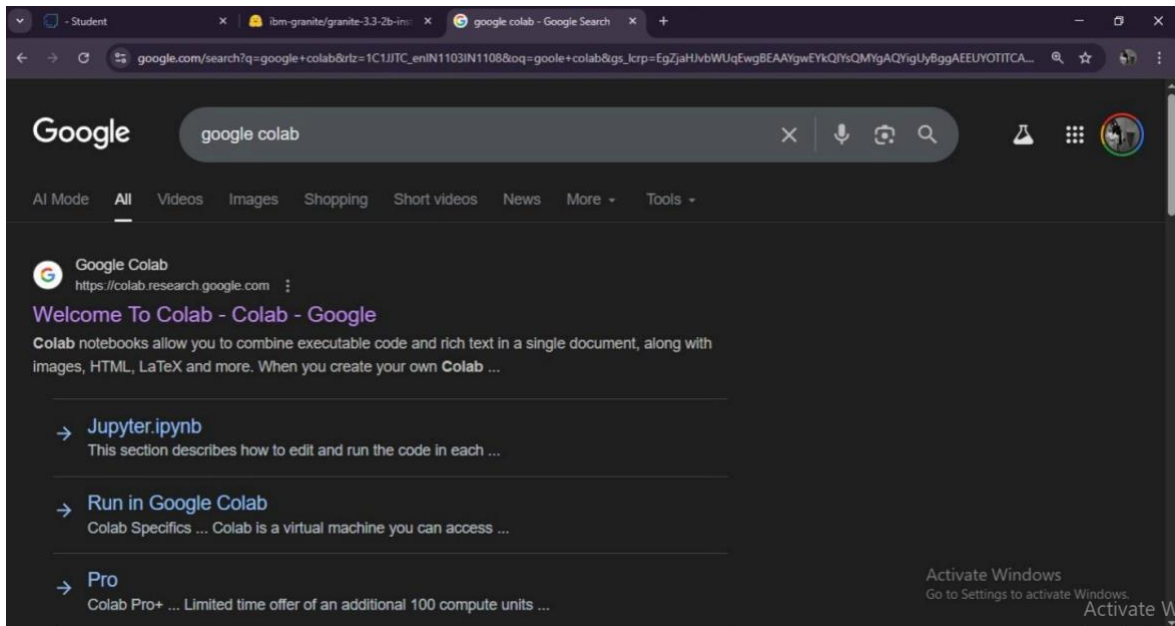 - Student
ibm-granite/granite-3.3-2b-ins
google colab - Google Search
google.com/search?q=google+colab&rlz=1C1JJTC_enIN1103IN1108&oq=goole+colab&gs_lcrp=EgZjaHJvbWUqEwgBEAAYgwEYkQIYsQMYgAQYigUyBggAEEUYOTITCA...
Google
google colab
AI Mode All Videos Images Shopping Short videos News More Tools
Google Colab
https://colab.research.google.com
Welcome To Colab - Colab - Google
Colab notebooks allow you to combine executable code and rich text in a single document, along with
images, HTML, LaTeX and more. When you create your own Colab ...
Jupyter.ipynb
This section describes how to edit and run the code in each ...
Run in Google Colab
Colab Specifics ... Colab is a virtual machine you can access ...
Pro
Colab Pro+ ... Limited time offer of an additional 100 compute units ...
Activate Windows
Go to Settings to activate Windows.
Activate W